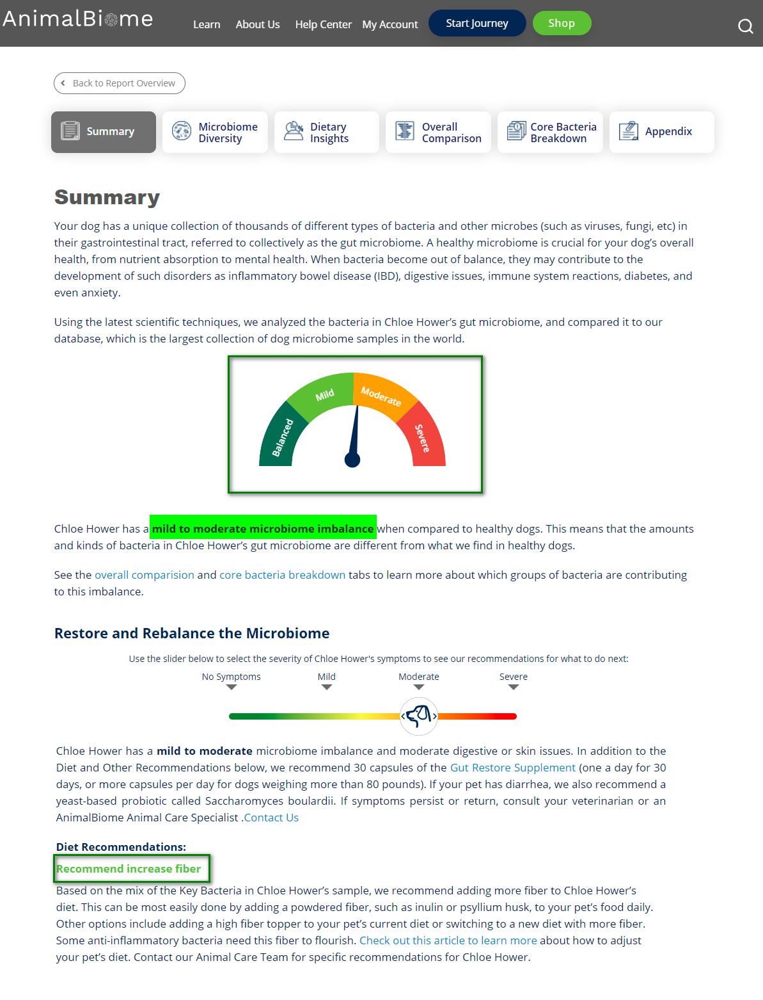 AnimalBiome
Learn
About Us
Help Center
My Account
Start Journey
Shop
Back to Report Overview
Summary
Microbiome
Diversity
Dietary
Insights
Overall
Comparison
Core Bacteria
Breakdown
Appendix
Summary
Your dog has a unique collection of thousands of different types of bacteria and other microbes (such as viruses, fungi, etc) in
their gastrointestinal tract, referred to collectively as the gut microbiome. A healthy microbiome is crucial for your dog’s overall
health, from nutrient absorption to mental health. When bacteria become out of balance, they may contribute to the
development of such disorders as inflammatory bowel disease (IBD), digestive issues, immune system reactions, diabetes, and
even anxiety.
Using the latest scientific techniques, we analyzed the bacteria in Chloe Hower’s gut microbiome, and compared it to our
database, which is the largest collection of dog microbiome samples in the world.
Balanced
Mild
Moderate
Severe
Chloe Hower has a mild to moderate microbiome imbalance when compared to healthy dogs. This means that the amounts
and kinds of bacteria in Chloe Hower’s gut microbiome are different from what we find in healthy dogs.
See the overall comparision and core bacteria breakdown tabs to learn more about which groups of bacteria are contributing
to this imbalance.
Restore and Rebalance the Microbiome
Use the slider below to select the severity of Chloe Hower's symptoms to see our recommendations for what to do next:
No Symptoms
Mild
Moderate
Severe
Chloe Hower has a mild to moderate microbiome imbalance and moderate digestive or skin issues. In addition to the
Diet and Other Recommendations below, we recommend 30 capsules of the Gut Restore Supplement (one a day for 30
days, or more capsules per day for dogs weighing more than 80 pounds). If your pet has diarrhea, we also recommend a
yeast-based probiotic called Saccharomyces boulardii. If symptoms persist or return, consult your veterinarian or an
AnimalBiome Animal Care Specialist .Contact Us
Diet Recommendations:
Recommend increase fiber
Based on the mix of the Key Bacteria in Chloe Hower’s sample, we recommend adding more fiber to Chloe Hower’s
diet. This can be most easily done by adding a powdered fiber, such as inulin or psyllium husk, to your pet’s food daily.
Other options include adding a high fiber topper to your pet’s current diet or switching to a new diet with more fiber.
Some anti-inflammatory bacteria need this fiber to flourish. Check out this article to learn more about how to adjust
your pet’s diet. Contact our Animal Care Team for specific recommendations for Chloe Hower.